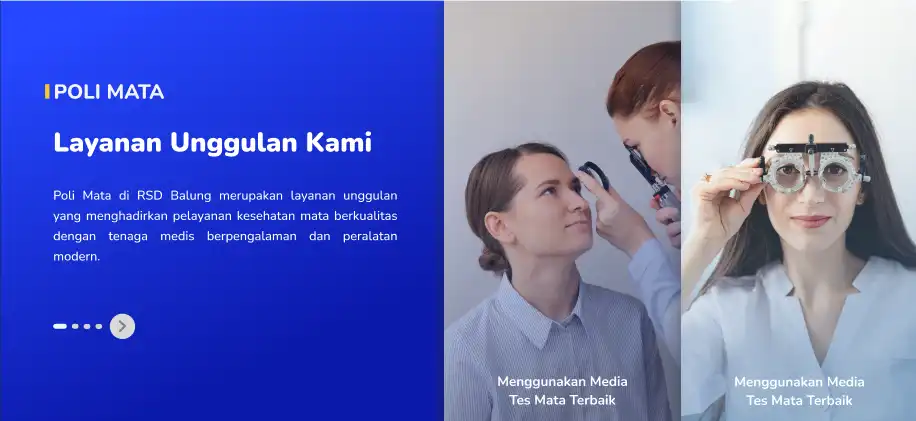 POLI MATA
Layanan Unggulan Kami
Poli Mata di RSD Balung merupakan layanan unggulan
yang menghadirkan pelayanan kesehatan mata berkualitas
dengan tenaga medis berpengalaman dan peralatan
modern.
Menggunakan Media
Tes Mata Terbaik
Menggunakan Media
Tes Mata Terbaik